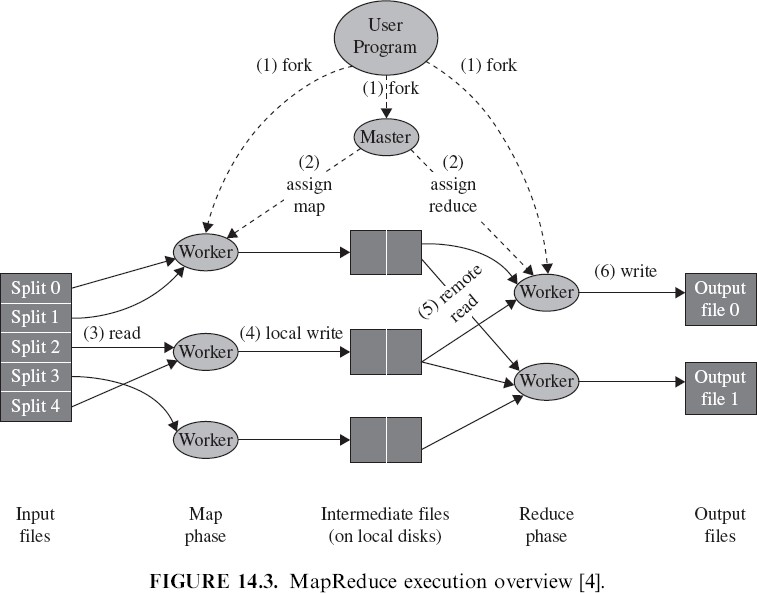 User
Program
(1) fork
(1) fork
(1) fork
Master
(2)
assign
map
(2)
assign
reduce
Worker
Split 0
Split 1
Split 2
Split 3
Split 4
(3) read
Worker
(4) local write
Worker
(5) remote
read
Worker
(6) write
Worker
Output
file 0
Output
file 1
Input
files
Map
phase
Intermediate files
(on local disks)
Reduce
phase
Output
files
FIGURE 14.3. MapReduce execution overview [4].